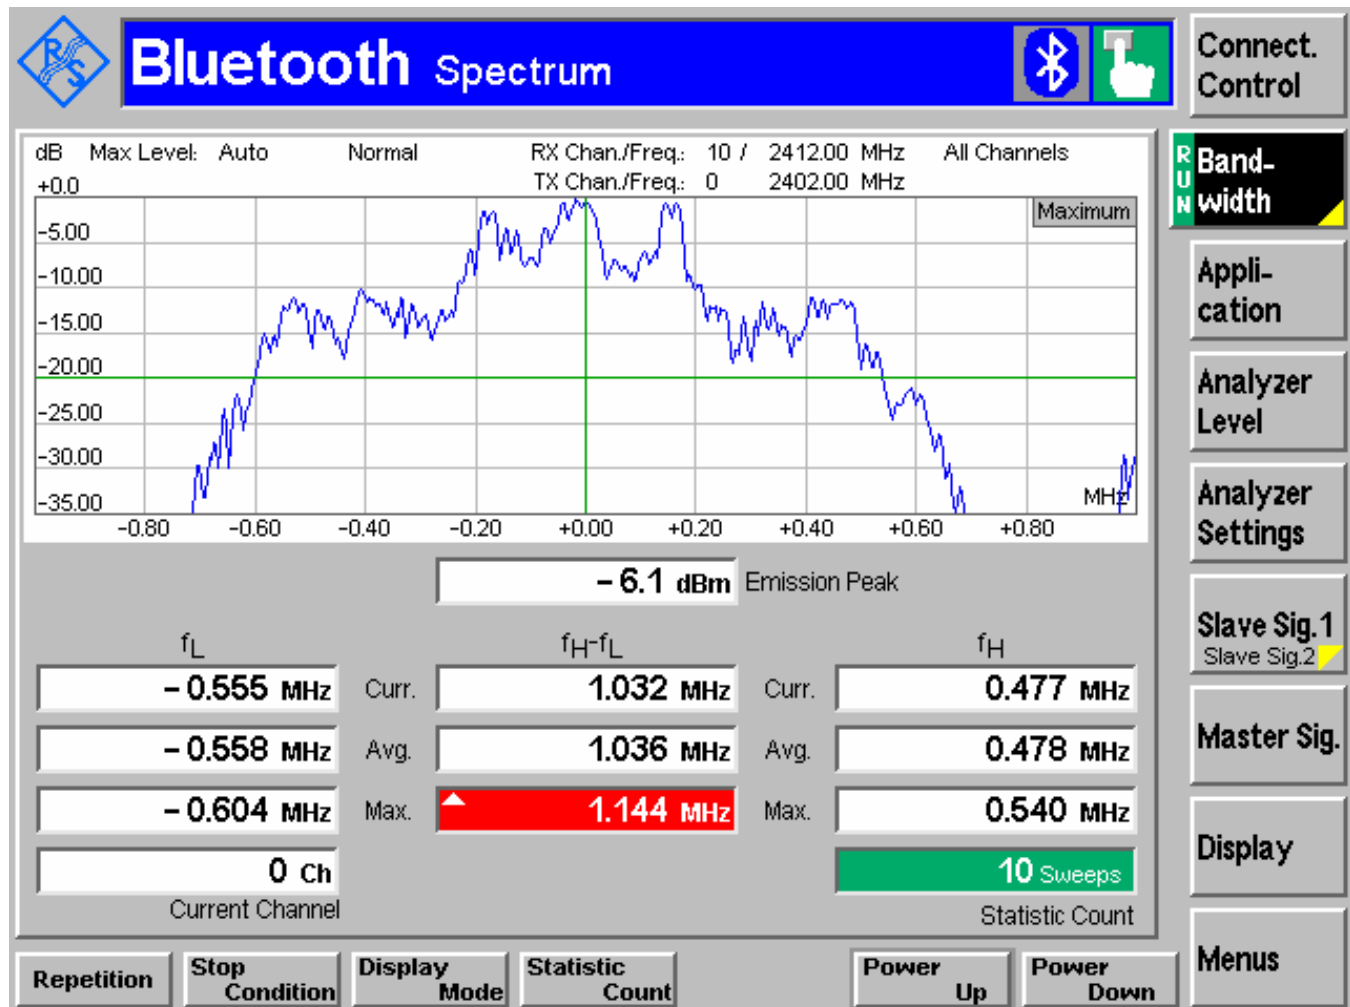 R&S
Bluetooth Spectrum
Connect.
Control
dB Max Level: Auto Normal RX Chan./Freq.: 10 / 2412.00 MHz All Channels
+0.0 TX Chan./Freq.: 0 2402.00 MHz
Maximum
-5.00
-10.00
-15.00
-20.00
-25.00
-30.00
-35.00
MHz
-0.80 -0.60 -0.40 -0.20 +0.00 +0.20 +0.40 +0.60 +0.80
RUN
Band-
width
Appli-
cation
Analyzer
Level
Analyzer
Settings
Slave Sig.1
Slave Sig.2
Master Sig.
Display
Menus
- 6.1 dBm Emission Peak
fL fH-fL fH
- 0.555 MHz Curr. 1.032 MHz Curr. 0.477 MHz
- 0.558 MHz Avg. 1.036 MHz Avg. 0.478 MHz
- 0.604 MHz Max. 1.144 MHz Max. 0.540 MHz
0 Ch 10 Sweeps
Current Channel Statistic Count
Repetition
Stop
Condition
Display
Mode
Statistic
Count
Power
Up
Power
Down